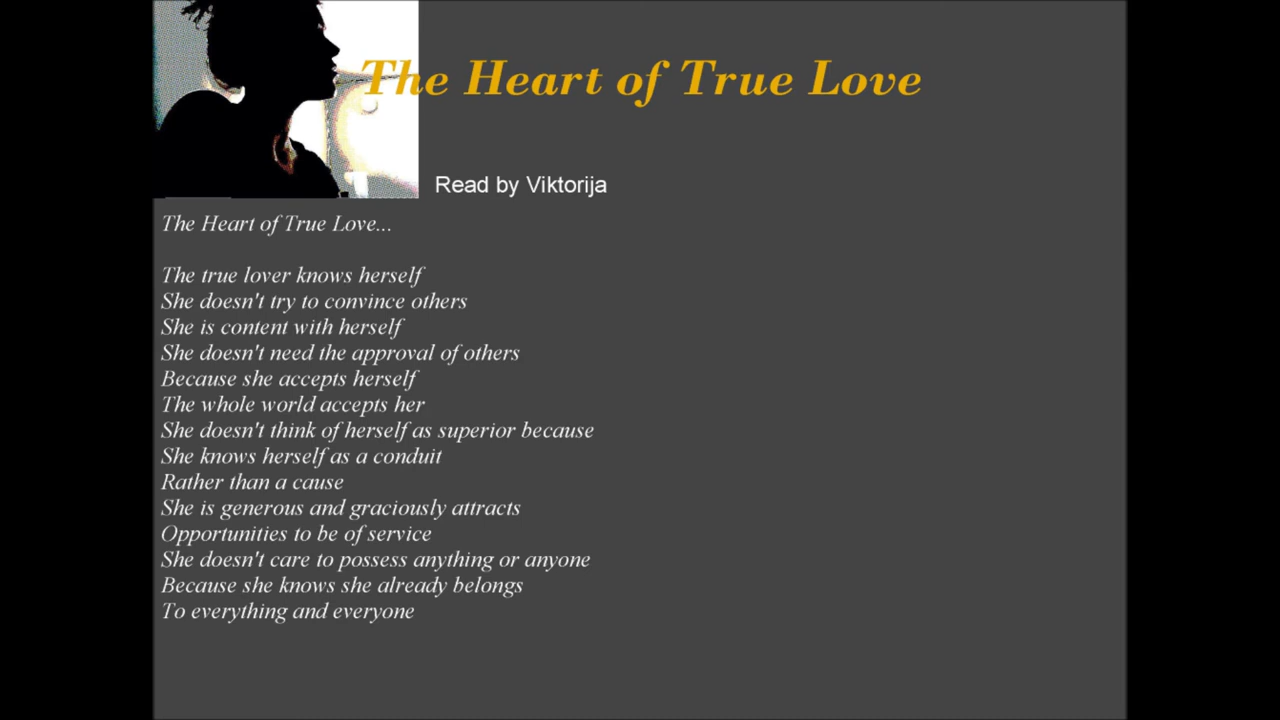 The Heart of True Love
Read by Viktorija
The Heart of True Love...
The true lover knows herself
She doesn't try to convince others
She is content with herself
She doesn't need the approval of others
Because she accepts herself
The whole world accepts her
She doesn't think of herself as superior because
She knows herself as a conduit
Rather than a cause
She is generous and graciously attracts
Opportunities to be of service
She doesn't care to possess anything or anyone
Because she knows she already belongs
To everything and everyone